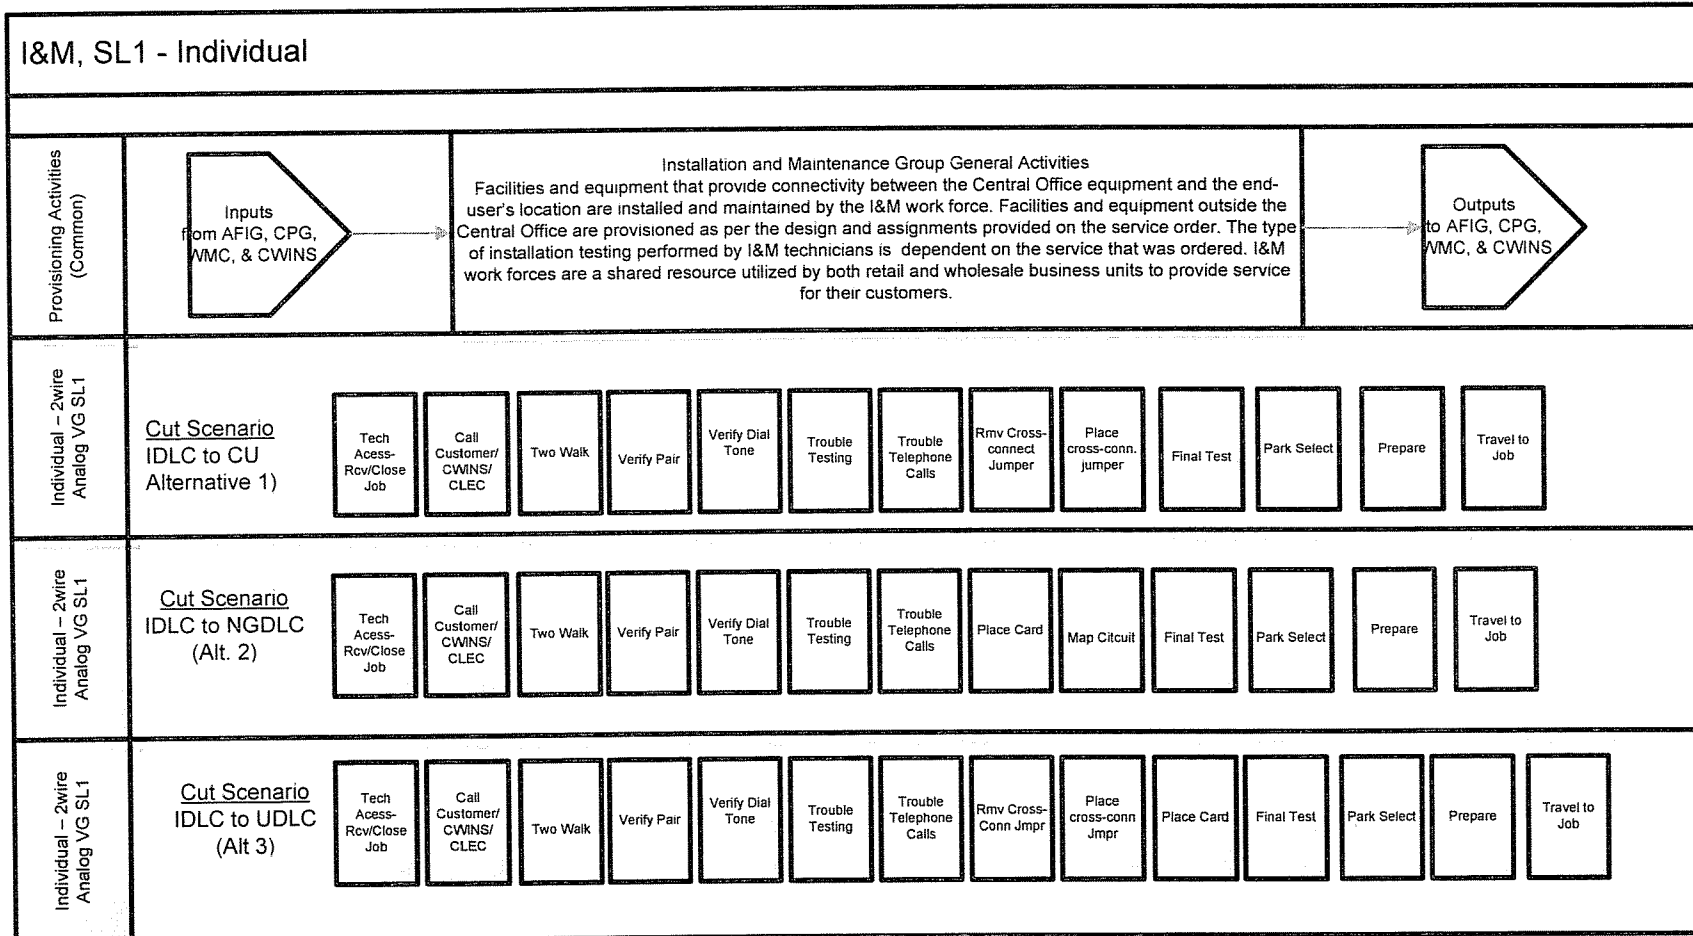 I&M, SL1 - Individual
Provisioning Activities
(Common)
Inputs
from AFIG, CPG,
WMC, & CWINS
Installation and Maintenance Group General Activities
Facilities and equipment that provide connectivity between the Central Office equipment and the end-
user's location are installed and maintained by the I&M work force. Facilities and equipment outside the
Central Office are provisioned as per the design and assignments provided on the service order. The type
of installation testing performed by I&M technicians is dependent on the service that was ordered. I&M
work forces are a shared resource utilized by both retail and wholesale business units to provide service
for their customers.
Outputs
to AFIG, CPG,
WMC, & CWINS
Individual – 2wire
Analog VG SL1
Cut Scenario
IDLC to CU
Alternative 1)
Tech
Acess-
Rcv/Close
Job
Call
Customer/
CWINS/
CLEC
Two Walk
Verify Pair
Verify Dial
Tone
Trouble
Testing
Trouble
Telephone
Calls
Rmv Cross-
connect
Jumper
Place
cross-conn.
jumper
Final Test
Park Select
Prepare
Travel to
Job
Individual – 2wire
Analog VG SL1
Cut Scenario
IDLC to NGDLC
(Alt. 2)
Tech
Acess-
Rcv/Close
Job
Call
Customer/
CWINS/
CLEC
Two Walk
Verify Pair
Verify Dial
Tone
Trouble
Testing
Trouble
Telephone
Calls
Place Card
Map Citcuit
Final Test
Park Select
Prepare
Travel to
Job
Individual – 2wire
Analog VG SL1
Cut Scenario
IDLC to UDLC
(Alt 3)
Tech
Acess-
Rcv/Close
Job
Call
Customer/
CWINS/
CLEC
Two Walk
Verify Pair
Verify Dial
Tone
Trouble
Testing
Trouble
Telephone
Calls
Rmv Cross-
Conn Jmpr
Place
cross-conn
Jmpr
Place Card
Final Test
Park Select
Prepare
Travel to
Job